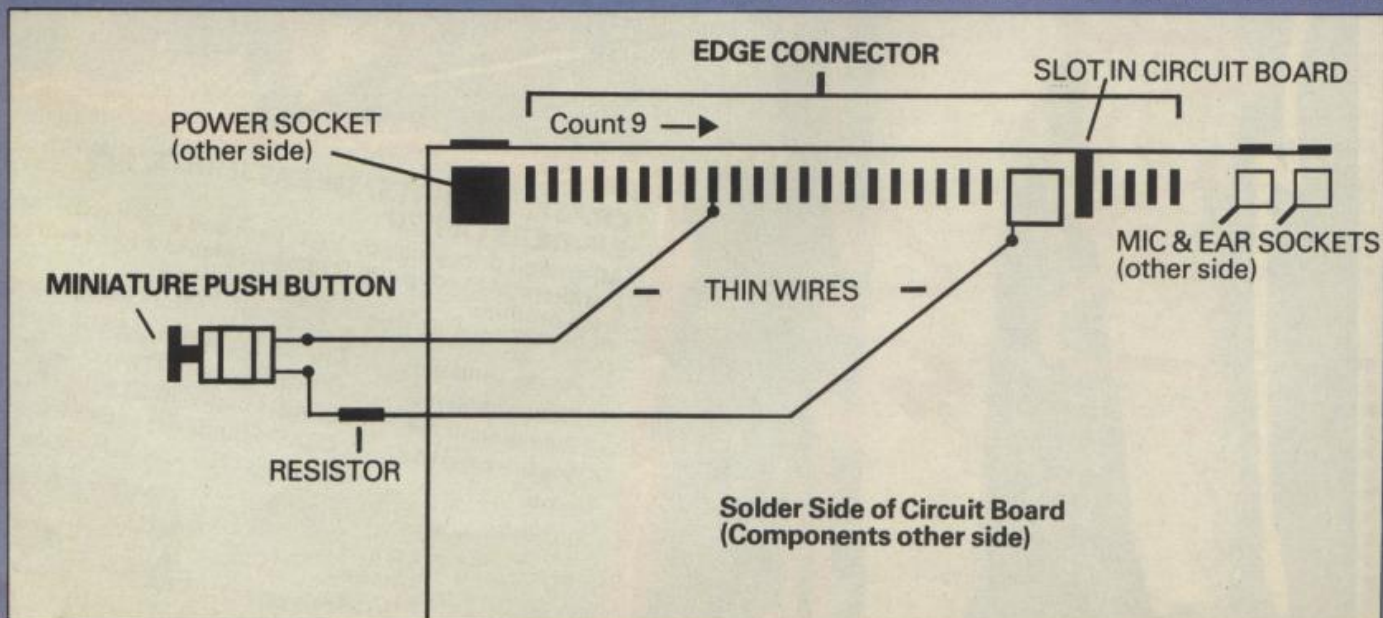 EDGE CONNECTOR
SLOT IN CIRCUIT BOARD
POWER SOCKET
(other side)
Count 9
MIC & EAR SOCKETS
(other side)
MINIATURE PUSH BUTTON
THIN WIRES
RESISTOR
Solder Side of Circuit Board
(Components other side)